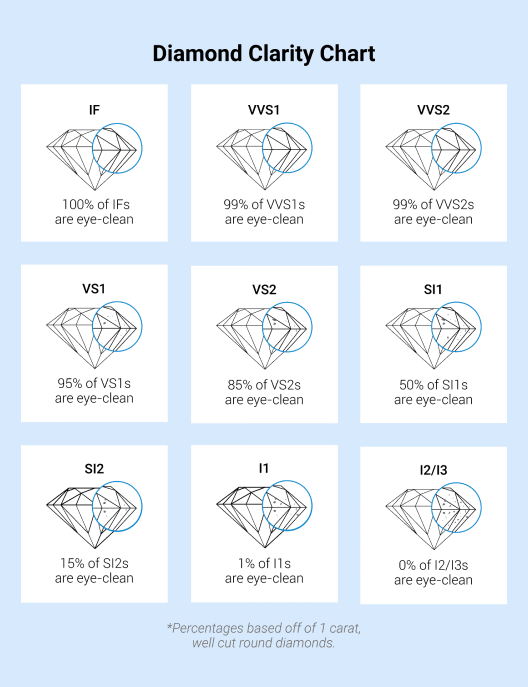 Diamond Clarity Chart
IF
100% of IFs
are eye-clean
VVS1
99% of VVS1s
are eye-clean
VVS2
99% of VVS2s
are eye-clean
VS1
95% of VS1s
are eye-clean
VS2
85% of VS2s
are eye-clean
SI1
50% of SI1s
are eye-clean
SI2
15% of SI2s
are eye-clean
I1
1% of I1s
are eye-clean
I2/I3
0% of I2/I3s
are eye-clean
*Percentages based off of 1 carat,
well cut round diamonds.